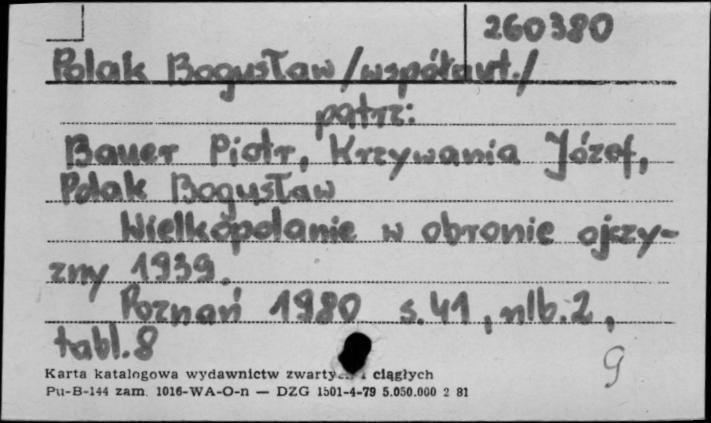 260380
Polak Bogusław /współaut./
patrz:
Bauer Piotr, Krzywania Józef,
Polak Bogusław
Wielkopolanie w obronie ojczy-
zny 1939.
Poznań 1980 s.41, nlb.2,
tabl.8
9
Karta katalogowa wydawnictw ciągłych
Pu-B-144 zam. 1016-WA-O-n — DZG 1501-4-79 5.050.000 2 81